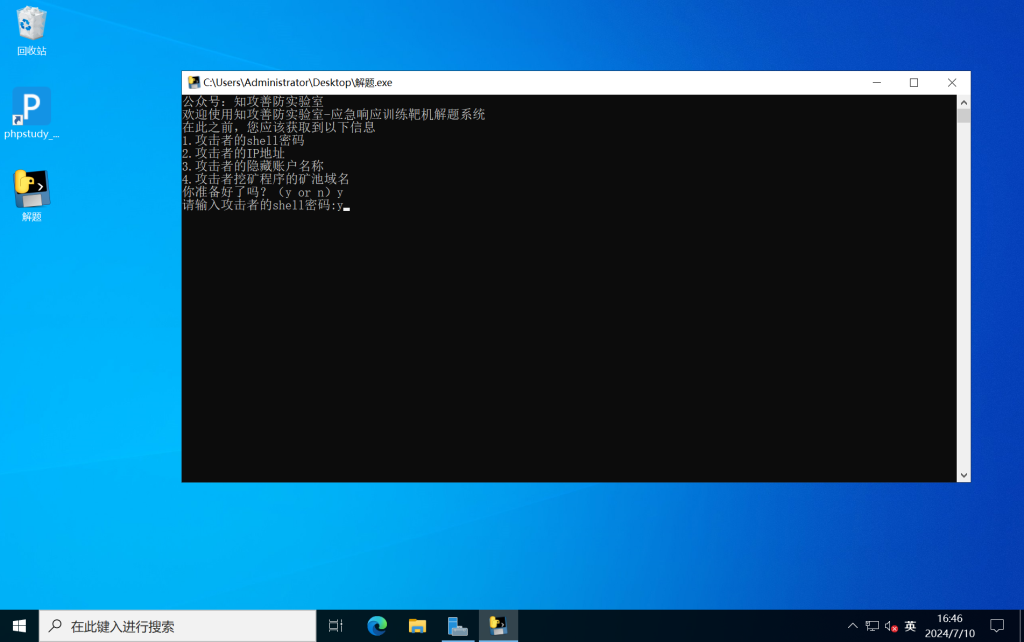 回收站
phpstudy_...
解题
C:\Users\Administrator\Desktop\解题.exe
公众号：知攻善防实验室
欢迎使用知攻善防实验室-应急响应训练靶机解题系统
在此之前，您应该获取到以下信息
1.攻击者的shell密码
2.攻击者的IP地址
3.攻击者的隐藏账户名称
4.攻击者挖矿程序的矿池域名
你准备好了吗？（y or n）y
请输入攻击者的shell密码:y
在此键入进行搜索
英
16:46
2024/7/10